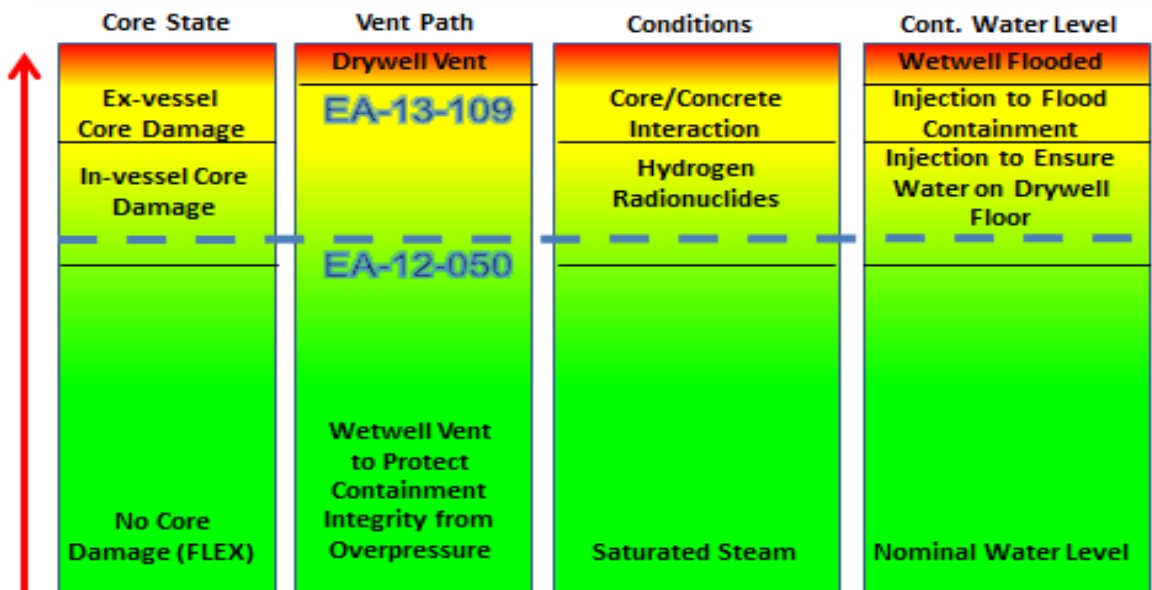 Core State
Vent Path
Conditions
Cont. Water Level
Ex-vessel
Core Damage
In-vessel Core
Damage
No Core
Damage (FLEX)
Drywell Vent
EA-13-109
EA-12-050
Wetwell Vent
to Protect
Containment
Integrity from
Overpressure
Core/Concrete
Interaction
Hydrogen
Radionuclides
Saturated Steam
Wetwell Flooded
Injection to Flood
Containment
Injection to Ensure
Water on Drywell
Floor
Nominal Water Level